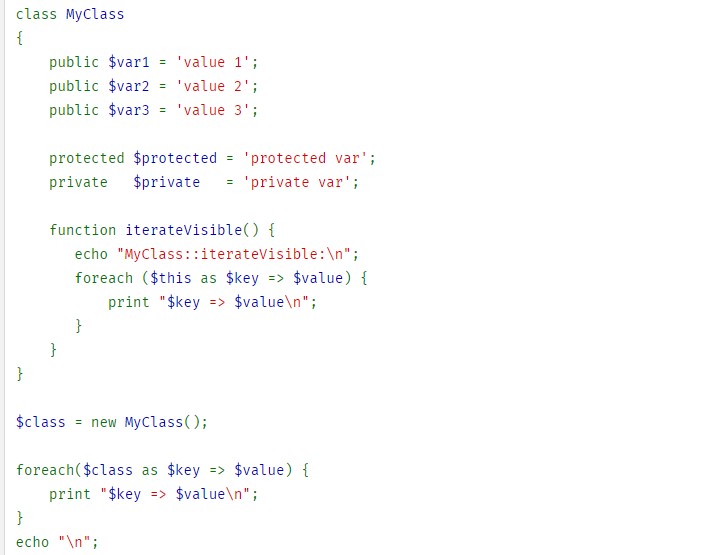 class MyClass
{
    public $var1 = 'value 1';
    public $var2 = 'value 2';
    public $var3 = 'value 3';

    protected $protected = 'protected var';
    private   $private   = 'private var';

    function iterateVisible() {
       echo "MyClass::iterateVisible:\n";
       foreach ($this as $key => $value) {
           print "$key => $value\n";
       }
    }
}

$class = new MyClass();

foreach($class as $key => $value) {
    print "$key => $value\n";
}
echo "\n";